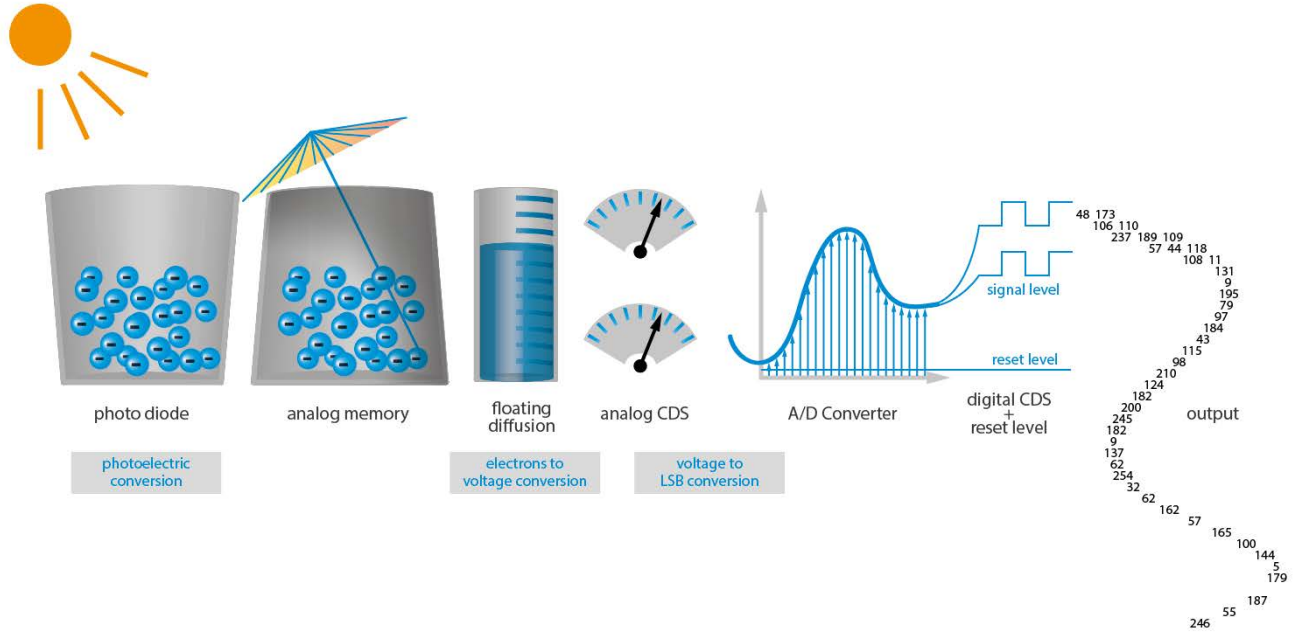 48 173
106 110
237 189 109
57 44 118
108 11
131
9
195
79
97
184
43
115
98
210
124
182
200
245
182
9
137
62
254
32
62
162
57
165
100
144
5
179
187
55
246
signal level
reset level
photo diode
analog memory
floating
diffusion
analog CDS
A/D Converter
digital CDS
+
reset level
output
photoelectric
conversion
electrons to
voltage conversion
voltage to
LSB conversion